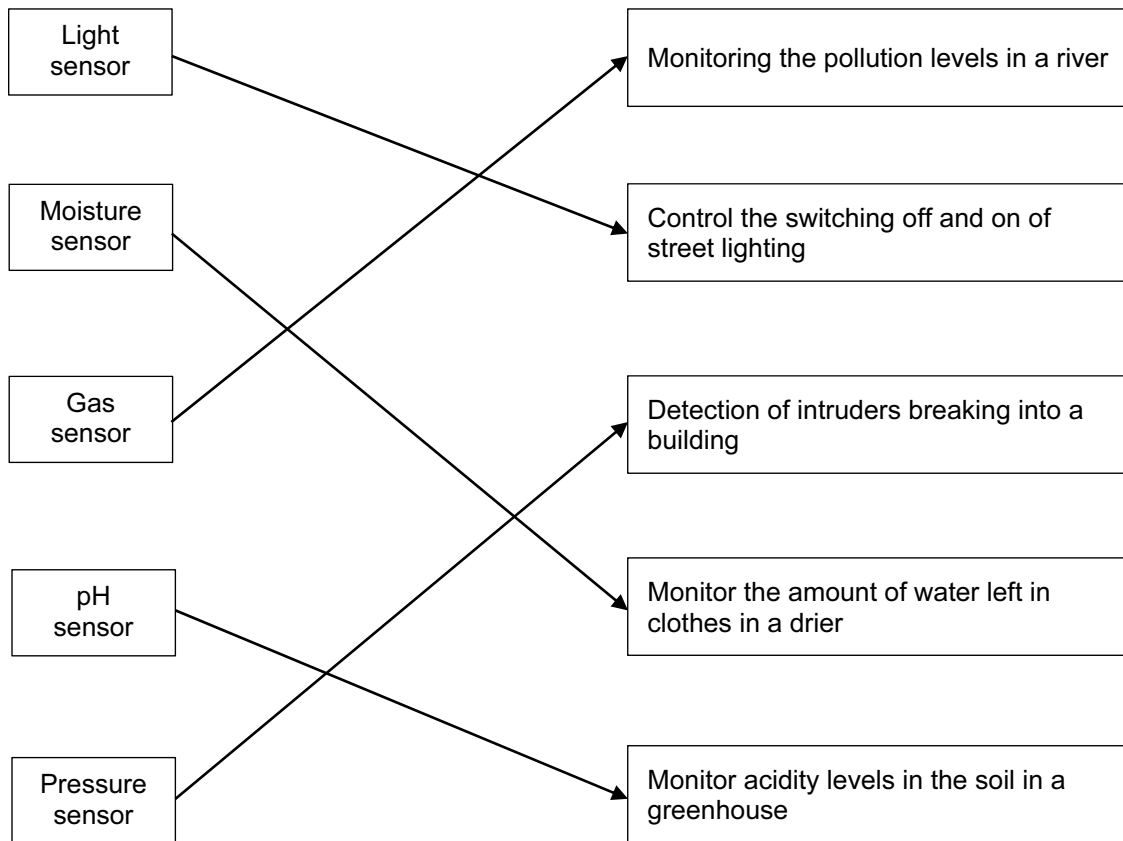 Light
sensor
Monitoring the pollution levels in a river
Moisture
sensor
Control the switching off and on of
street lighting
Gas
sensor
Detection of intruders breaking into a
building
pH
sensor
Monitor the amount of water left in
clothes in a drier
Pressure
sensor
Monitor acidity levels in the soil in a
greenhouse